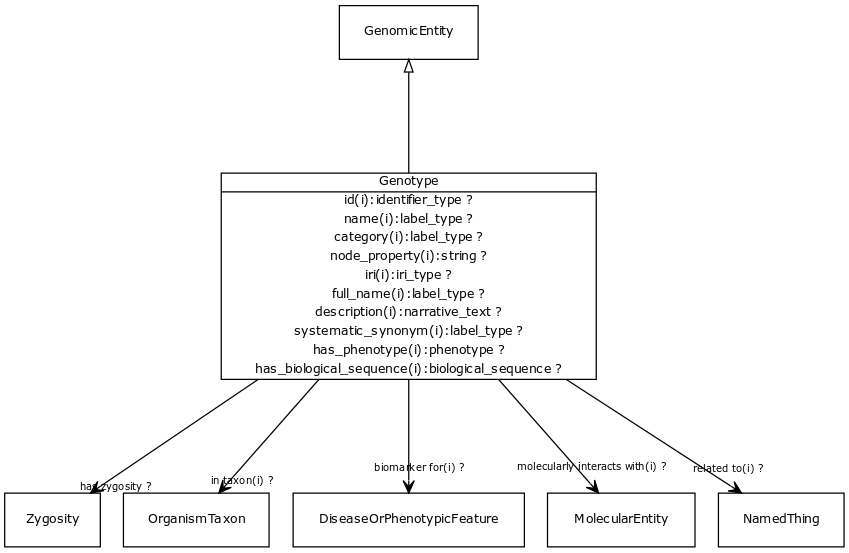 GenomicEntity
Genotype
id(i):identifier_type ?
name(i):label_type ?
category(i):label_type ?
node_property(i):string ?
iri(i):iri_type ?
full_name(i):label_type ?
description(i):narrative_text ?
systematic_synonym(i):label_type ?
has_phenotype(i):phenotype ?
has_biological_sequence(i):biological_sequence ?
has zygosity ?
in taxon(i) ?
biomarker for(i) ?
molecularly interacts with(i) ?
related to(i) ?
Zygosity
OrganismTaxon
DiseaseOrPhenotypicFeature
MolecularEntity
NamedThing